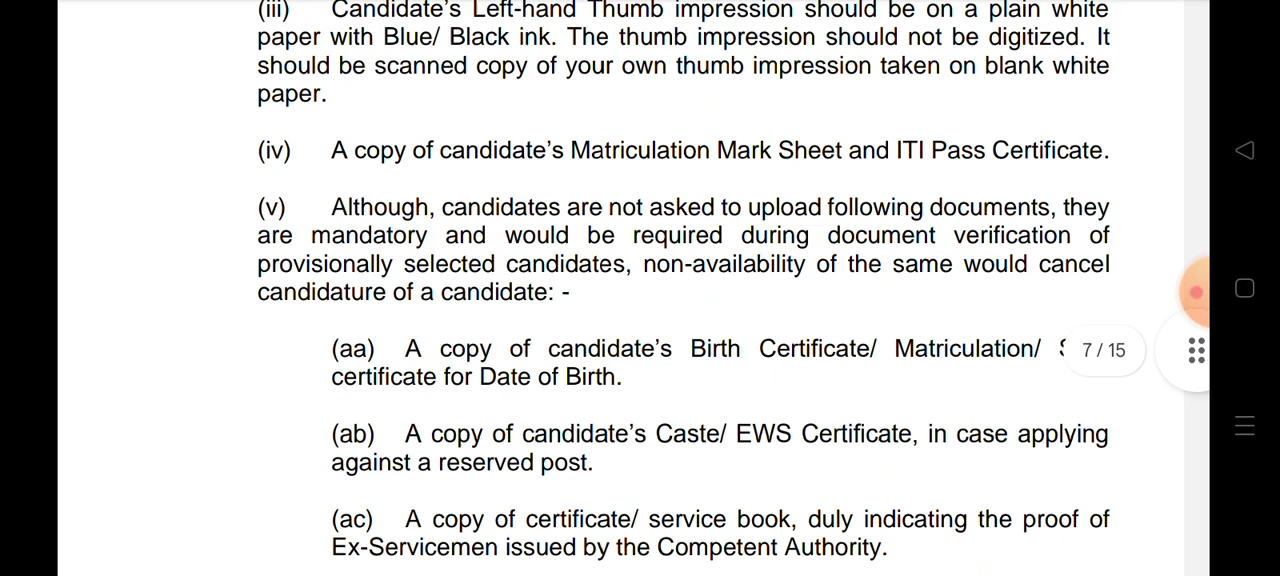 (iii) Candidate's Left-hand Thumb impression should be on a plain white
paper with Blue/ Black ink. The thumb impression should not be digitized. It
should be scanned copy of your own thumb impression taken on blank white
paper.
(iv) A copy of candidate's Matriculation Mark Sheet and ITI Pass Certificate.
(v) Although, candidates are not asked to upload following documents, they
are mandatory and would be required during document verification of
provisionally selected candidates, non-availability of the same would cancel
candidature of a candidate: -
(aa) A copy of candidate's Birth Certificate/ Matriculation/
7 / 15
certificate for Date of Birth.
(ab) A copy of candidate's Caste/ EWS Certificate, in case applying
against a reserved post.
(ac) A copy of certificate/ service book, duly indicating the proof of
Ex-Servicemen issued by the Competent Authority.